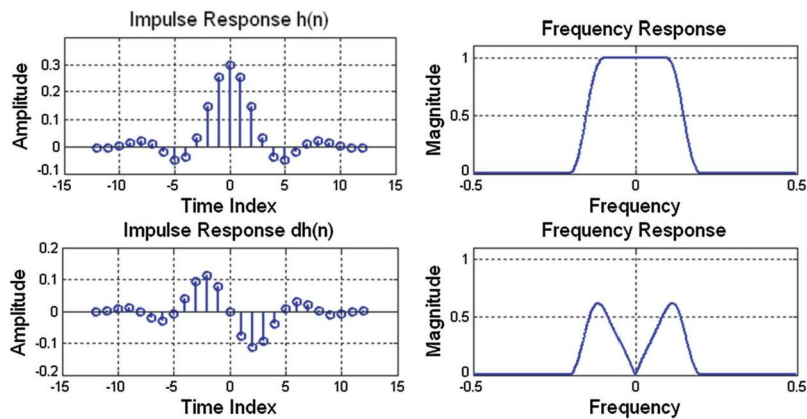 Impulse Response h(n)
Amplitude
0.3
0.2
0.1
0
-0.1
-15 -10 -5 0 5 10 15
Time Index
Frequency Response
Magnitude
1
0.5
0
-0.5 0 0.5
Frequency
Impulse Response dh(n)
Amplitude
0.2
0.1
0
-0.1
-0.2
-15 -10 -5 0 5 10 15
Time Index
Frequency Response
Magnitude
1
0.5
0
-0.5 0 0.5
Frequency